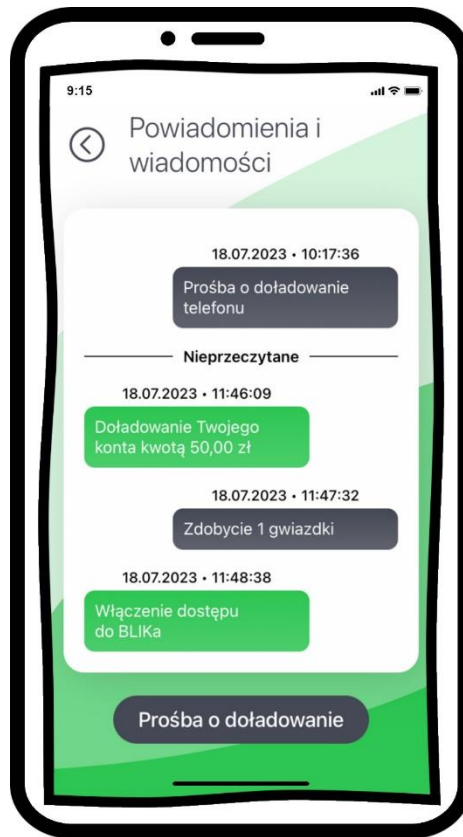 9:15
Powiadomienia i
wiadomości
18.07.2023 • 10:17:36
Prośba o doładowanie
telefonu
Nieprzeczytane
18.07.2023 • 11:46:09
Doładowanie Twojego
konta kwotą 50,00 zł
18.07.2023 • 11:47:32
Zdobycie 1 gwiazdki
18.07.2023 • 11:48:38
Włączenie dostępu
do BLIKa
Prośba o doładowanie